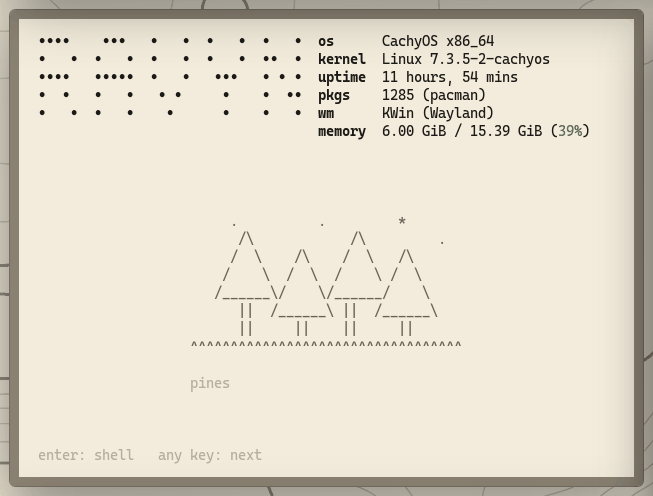 RAVYN
os CachyOS x86_64
kernel Linux 7.3.5-2-cachyos
uptime 11 hours, 54 mins
pkgs 1285 (pacman)
wm KWin (Wayland)
memory 6.00 GiB / 15.39 GiB (39%)
pines
enter: shell any key: next